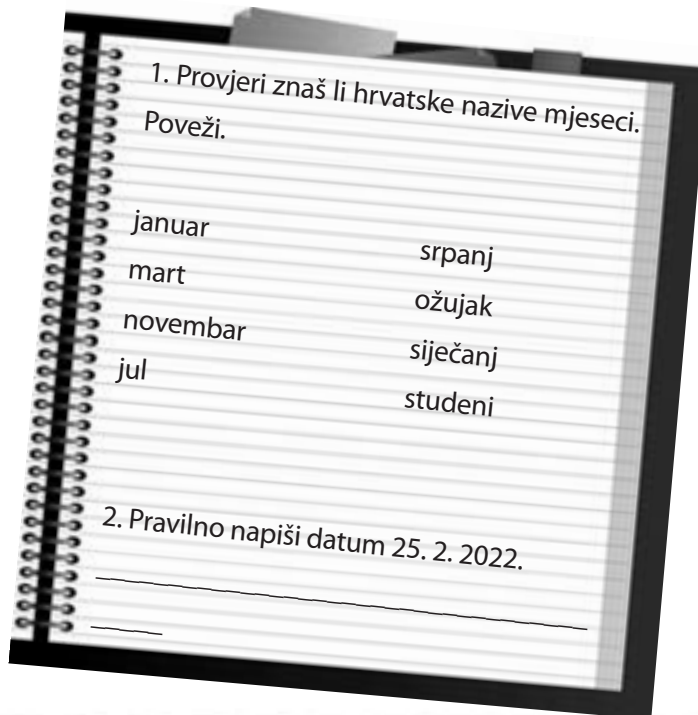 1. Provjeri znaš li hrvatske nazive mjeseci.
Poveži.
januar
srpanj
mart
ožujak
novembar
siječanj
jul
studeni
2. Pravilno napiši datum 25. 2. 2022.